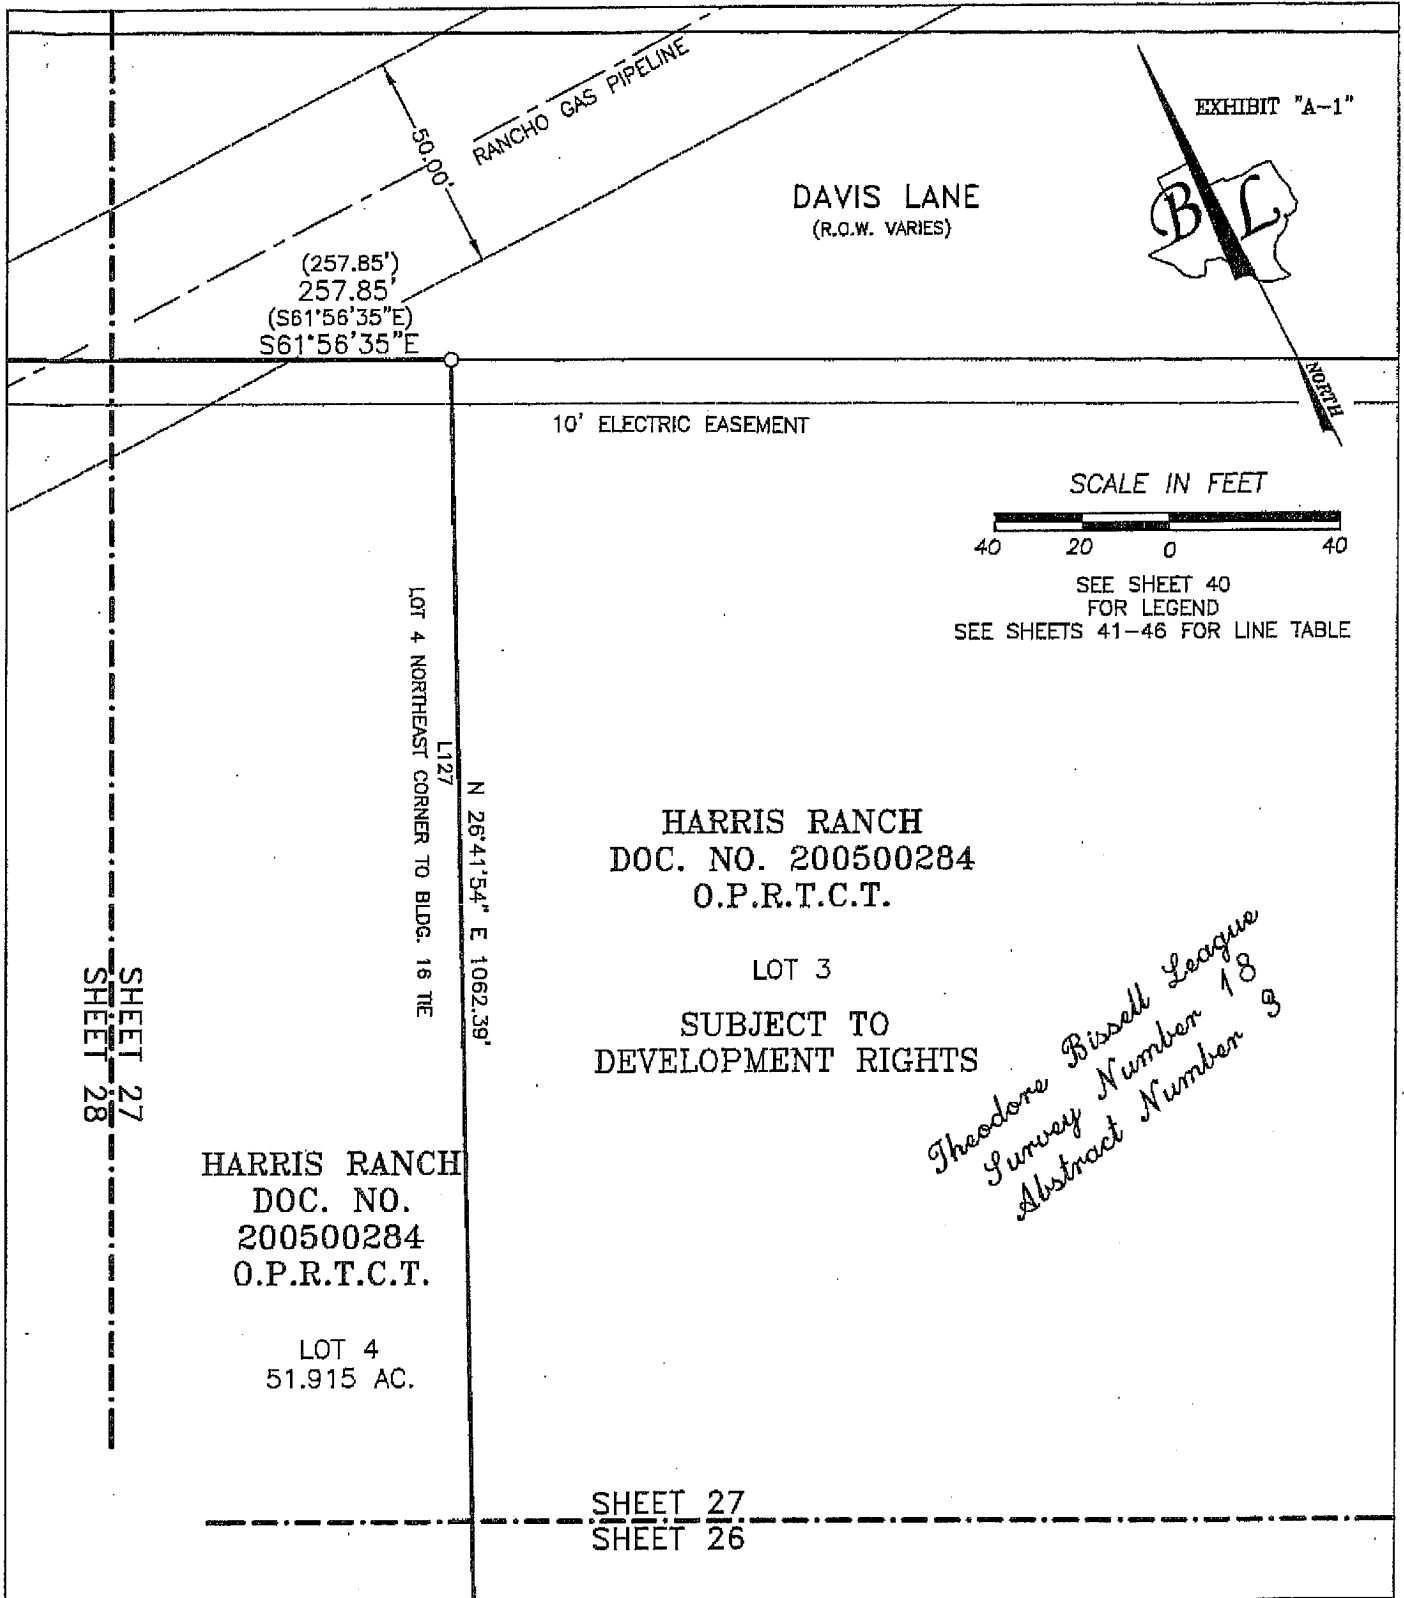 EXHIBIT "A-1"
RANCHO GAS PIPELINE
50.00'
DAVIS LANE
(R.O.W. VARIES)
B L
NORTH
(257.85')
257.85'
(S61°56'35"E)
S61°56'35"E
10' ELECTRIC EASEMENT
SCALE IN FEET
40 20 0 40
SEE SHEET 40
FOR LEGEND
SEE SHEETS 41-46 FOR LINE TABLE
LOT 4 NORTHEAST CORNER TO BLDG. 16 TIE
L127
N 26°41'54" E 1062.39'
HARRIS RANCH
DOC. NO. 200500284
O.P.R.T.C.T.
LOT 3
SUBJECT TO
DEVELOPMENT RIGHTS
Theodore Bissell League
Survey Number 18
Abstract Number 3
SHEET 27
SHEET 28
HARRIS RANCH
DOC. NO.
200500284
O.P.R.T.C.T.
LOT 4
51.915 AC.
SHEET 27
SHEET 26